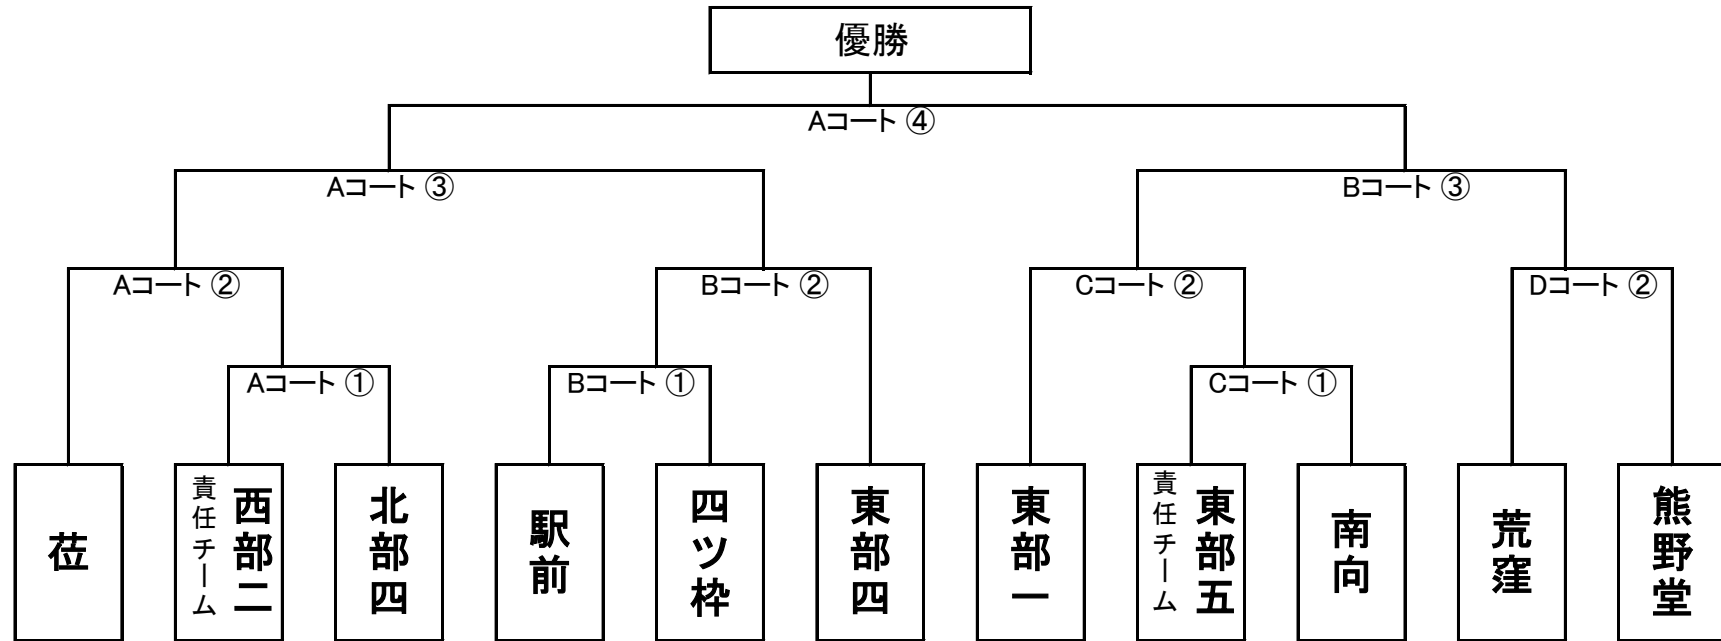 優勝
Aコート ④
Aコート ③
Bコート ③
Aコート ②
Bコート ②
Cコート ②
Dコート ②
Aコート ①
Bコート ①
Cコート ①
莅
西部二
責任チーム
北部四
駅前
四ツ枠
東部四
東部一
東部五
責任チーム
南向
荒窪
熊野堂